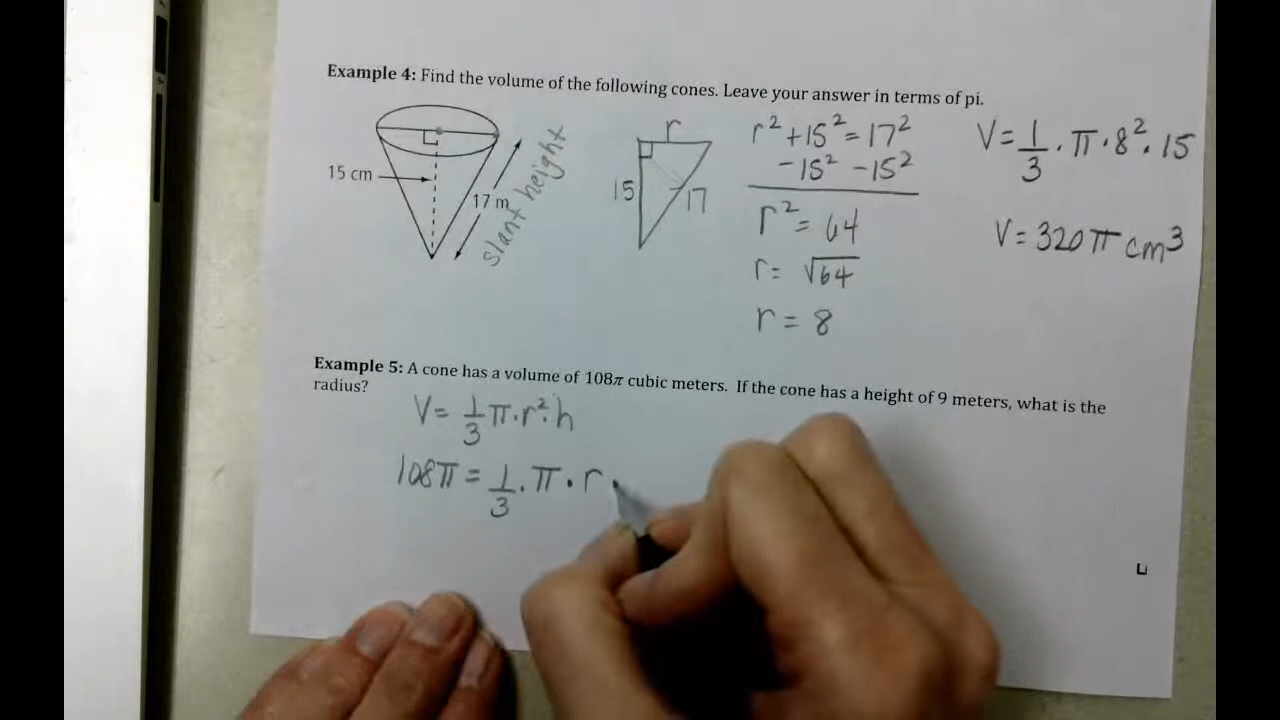 Example 4: Find the volume of the following cones. Leave your answer in terms of pi.
15 cm
17 m
slant height
r
15
17
r² + 15² = 17²
-15² -15²
r² = 64
r = √64
r = 8
V = 1/3 · π · 8² · 15
V = 320π cm³
Example 5: A cone has a volume of 108π cubic meters. If the cone has a height of 9 meters, what is the
radius?
V = 1/3 π · r² · h
108π = 1/3 · π · r ·